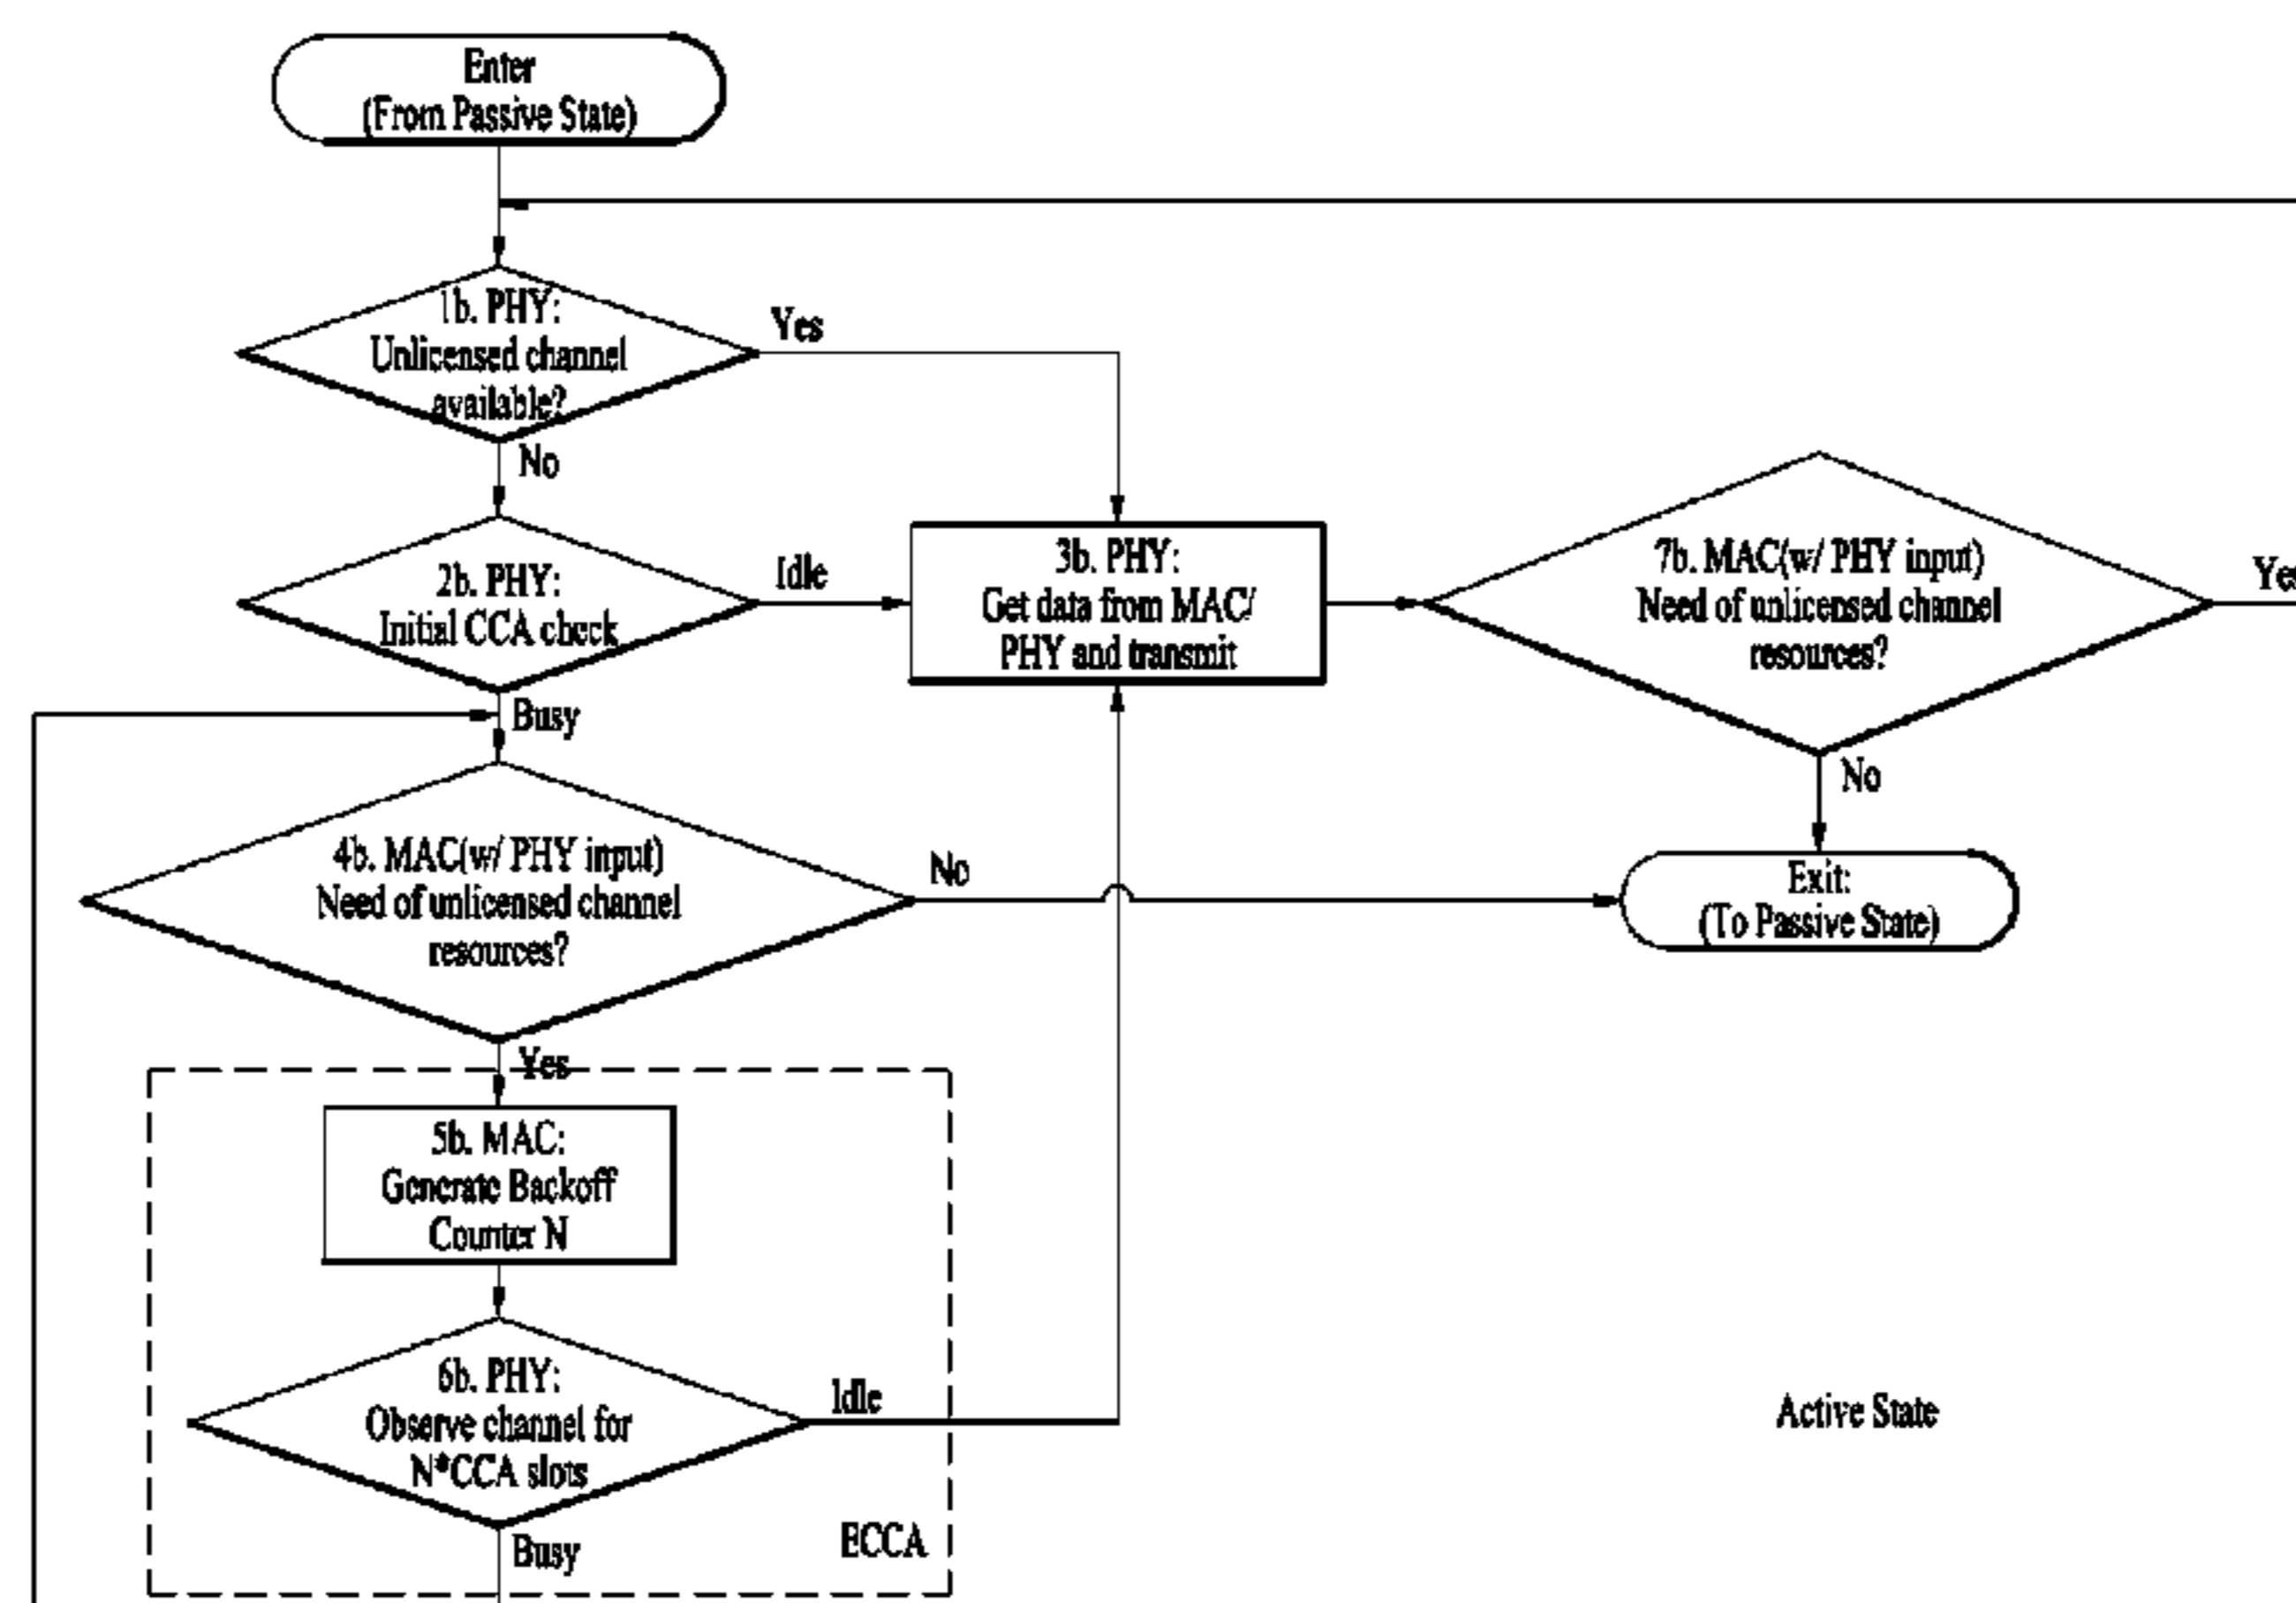 Enter
(From Passive State)
1b. PHY:
Unlicensed channel
available?
Yes
No
2b. PHY:
Initial CCA check
Idle
Busy
3b. PHY:
Get data from MAC/
PHY and transmit
7b. MAC(w/ PHY input)
Need of unlicensed channel
resources?
Yes
No
4b. MAC(w/ PHY input)
Need of unlicensed channel
resources?
No
Yes
Exit:
(To Passive State)
5b. MAC:
Generate Backoff
Counter N
6b. PHY:
Observe channel for
N*CCA slots
Idle
Busy
ECCA
Active State